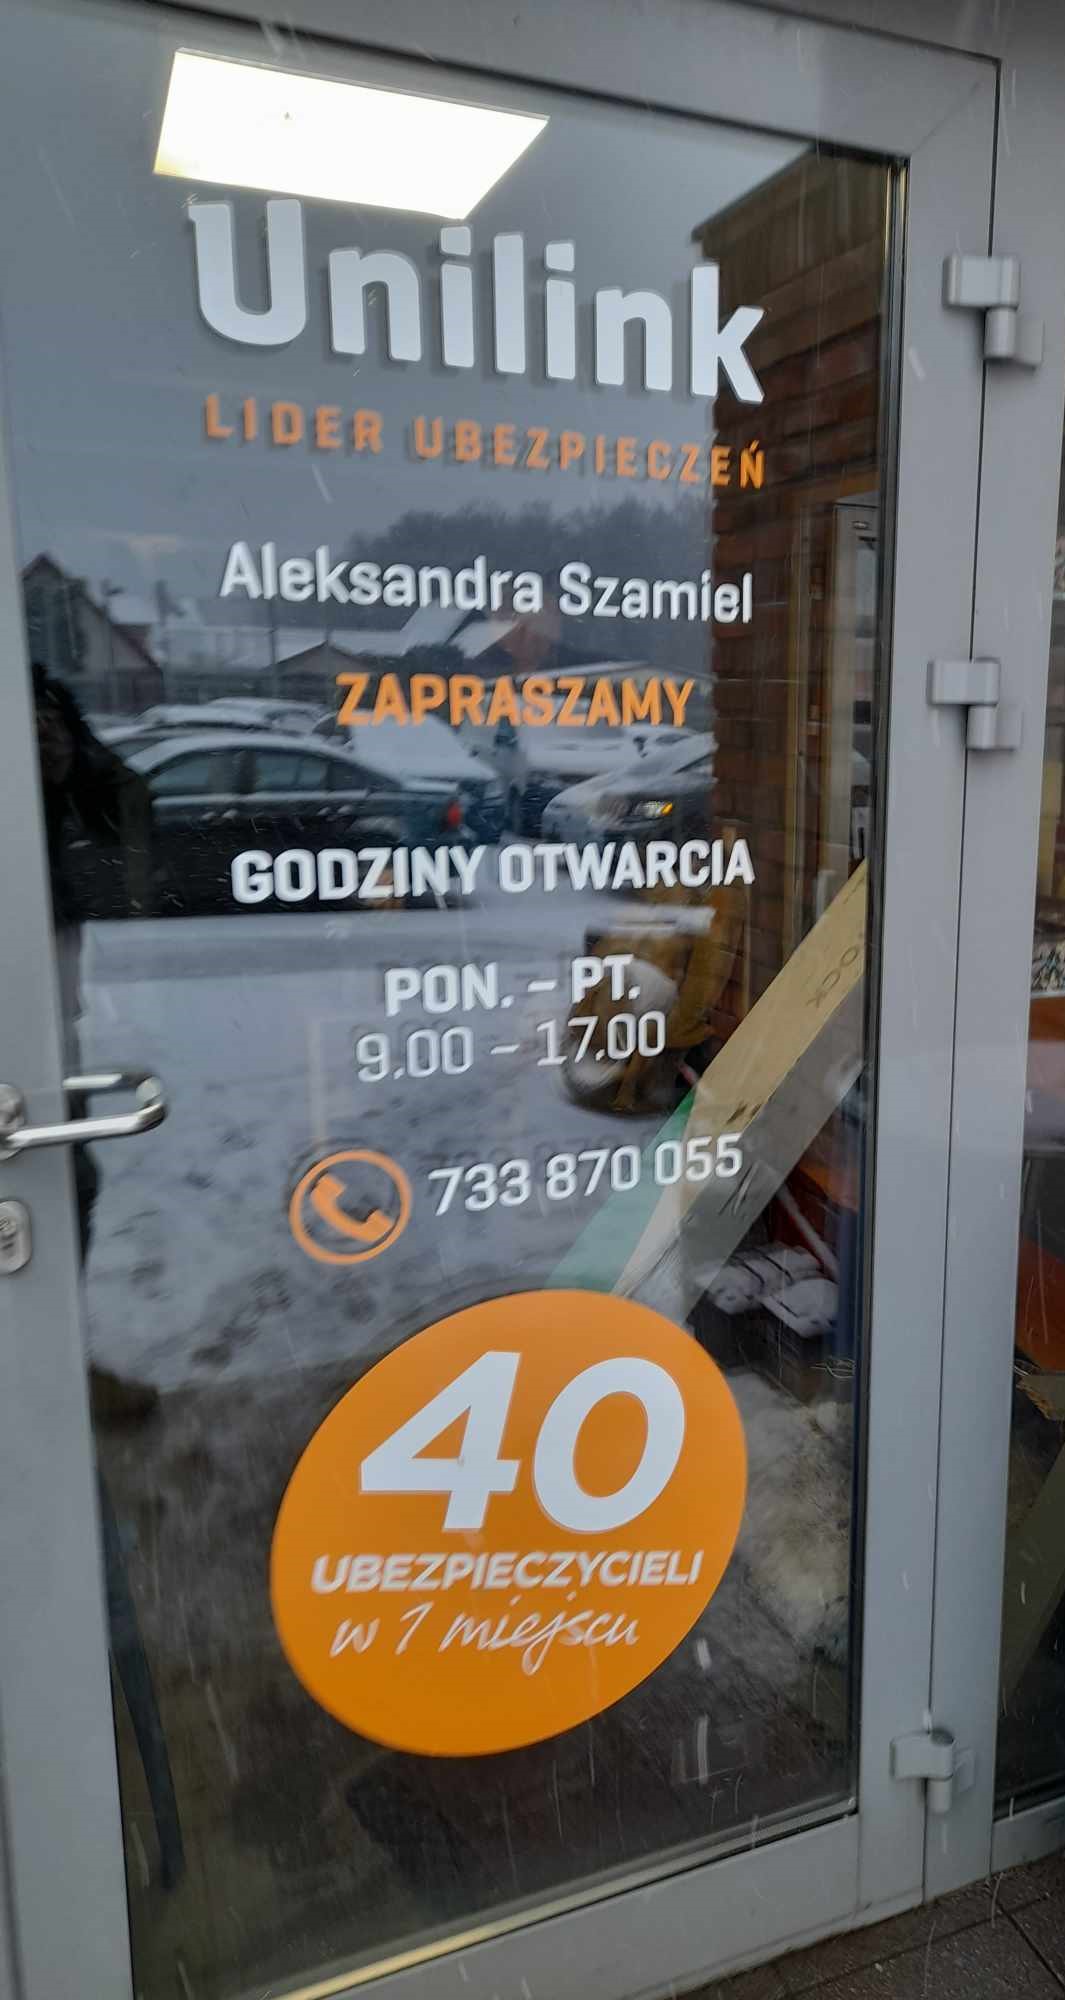 Unilink
LIDER UBEZPIECZEŃ
Aleksandra Szamiel
ZAPRASZAMY
GODZINY OTWARCIA
PON. – PT.
9.00 – 17.00
733 870 055
40
UBEZPIECZYCIELI
w 1 miejscu